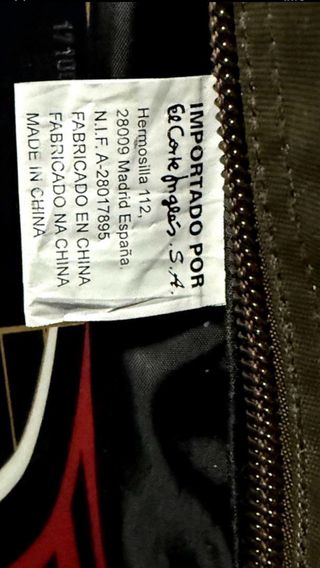 IMPORTADO POR
El Corte Inglés, S.A.
Hermosilla 112,
28009 Madrid España.
N.I.F. A-28017895
FABRICADO EN CHINA
FABRICADO NA CHINA
MADE IN CHINA